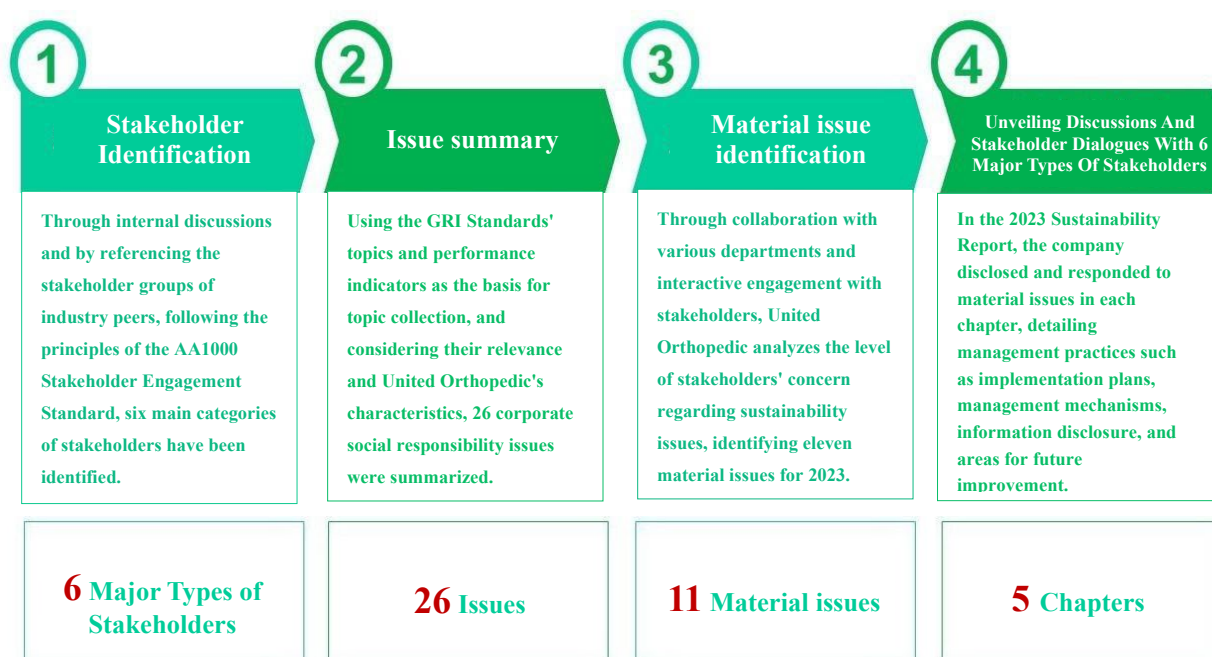 1
Stakeholder
Identification
Through internal discussions
and by referencing the
stakeholder groups of
industry peers, following the
principles of the AA1000
Stakeholder Engagement
Standard, six main categories
of stakeholders have been
identified.
6 Major Types of
Stakeholders
2
Issue summary
Using the GRI Standards'
topics and performance
indicators as the basis for
topic collection, and
considering their relevance
and United Orthopedic's
characteristics, 26 corporate
social responsibility issues
were summarized.
26 Issues
3
Material issue
identification
Through collaboration with
various departments and
interactive engagement with
stakeholders, United
Orthopedic analyzes the level
of stakeholders' concern
regarding sustainability
issues, identifying eleven
material issues for 2023.
11 Material issues
4
Unveiling Discussions And
Stakeholder Dialogues With 6
Major Types Of Stakeholders
In the 2023 Sustainability
Report, the company
disclosed and responded to
material issues in each
chapter, detailing
management practices such
as implementation plans,
management mechanisms,
information disclosure, and
areas for future
improvement.
5 Chapters